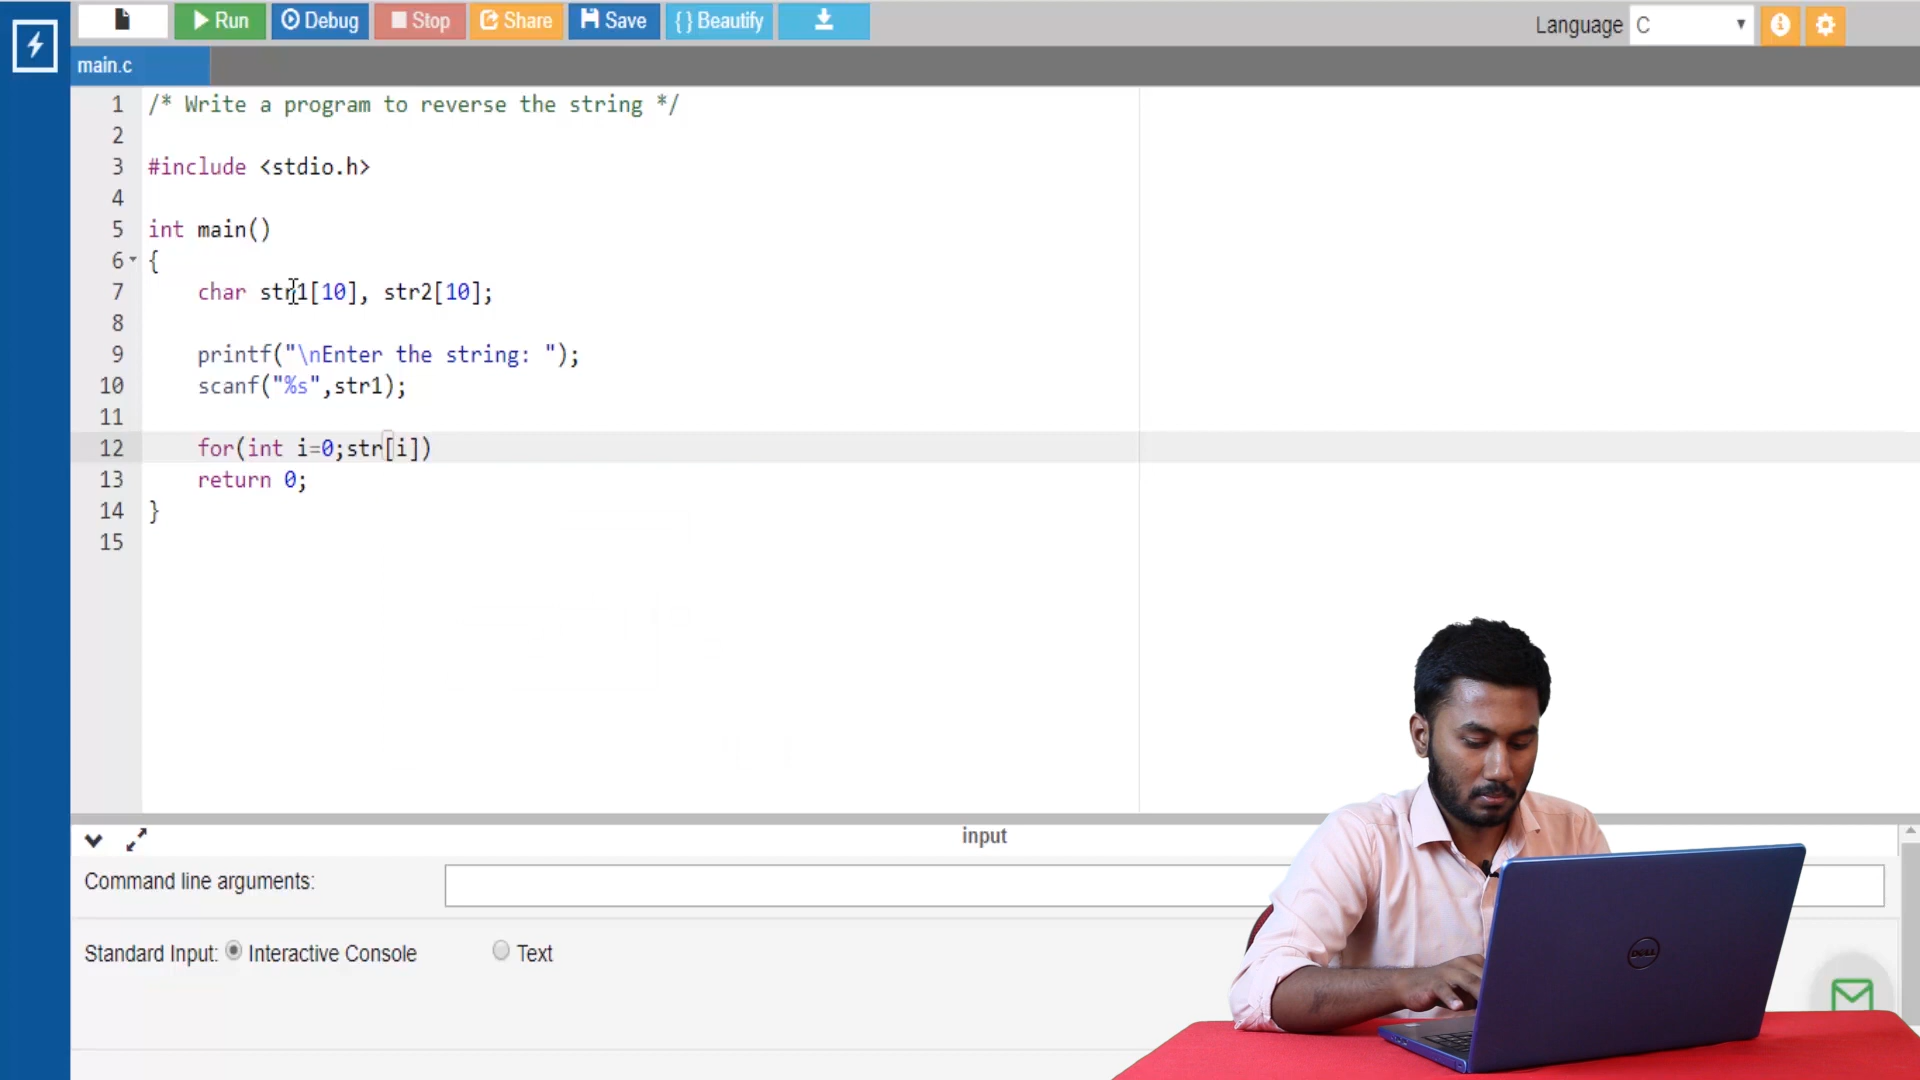 Run Debug Stop Share Save { } Beautify Language C
main.c
1 /* Write a program to reverse the string */
2
3 #include <stdio.h>
4
5 int main()
6 {
7 char str1[10], str2[10];
8
9 printf("\nEnter the string: ");
10 scanf("%s",str1);
11
12 for(int i=0;str[i])
13 return 0;
14 }
15
input
Command line arguments:
Standard Input: Interactive Console Text
DELL